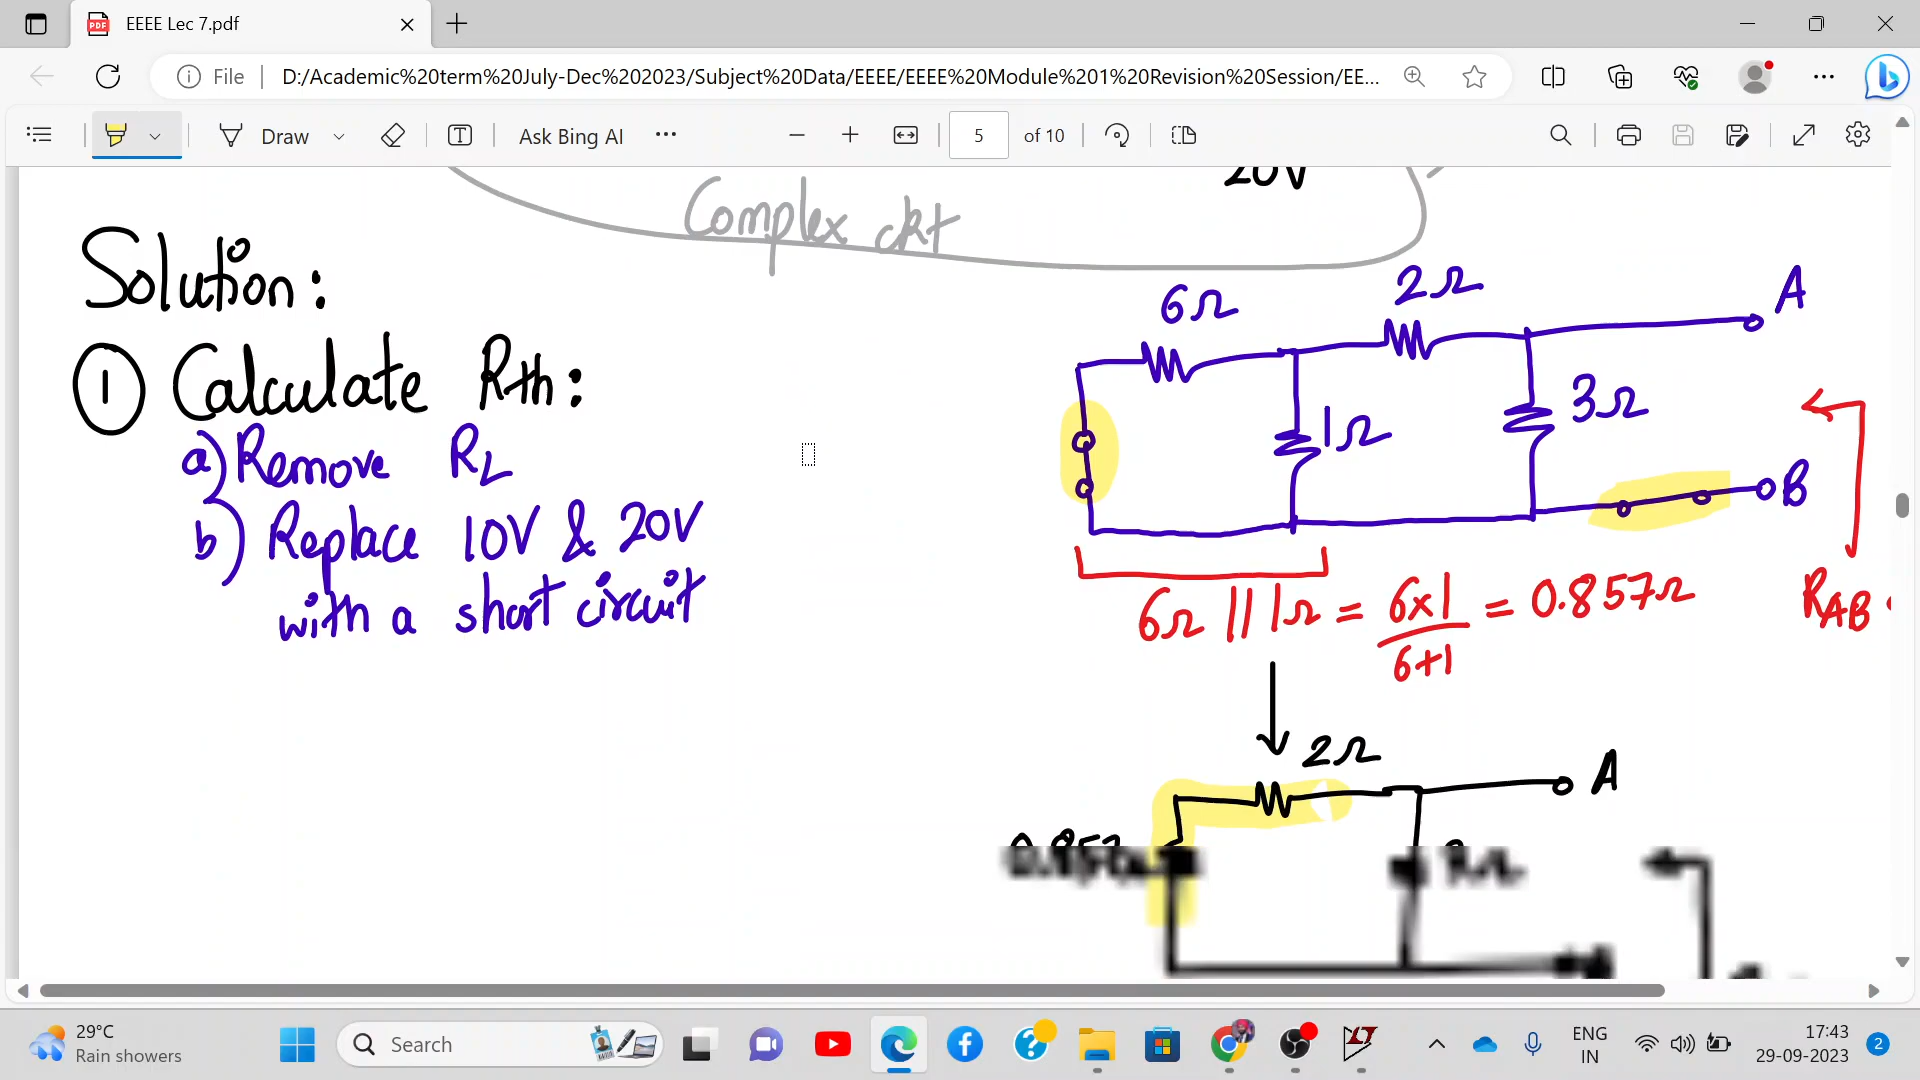 EEEE Lec 7.pdf
File
D:/Academic%20term%20July-Dec%202023/Subject%20Data/EEEE/EEEE%20Module%201%20Revision%20Session/EE...
Draw
Ask Bing AI
5 of 10
20V
Complex ckt
Solution:
① Calculate Rth:
a) Remove RL
b) Replace 10V & 20V
with a short circuit
6Ω
2Ω
A
1Ω
3Ω
B
6Ω || 1Ω = 6x1/6+1 = 0.857Ω
RAB
2Ω
A
29°C
Rain showers
Search
ENG
IN
17:43
29-09-2023
2